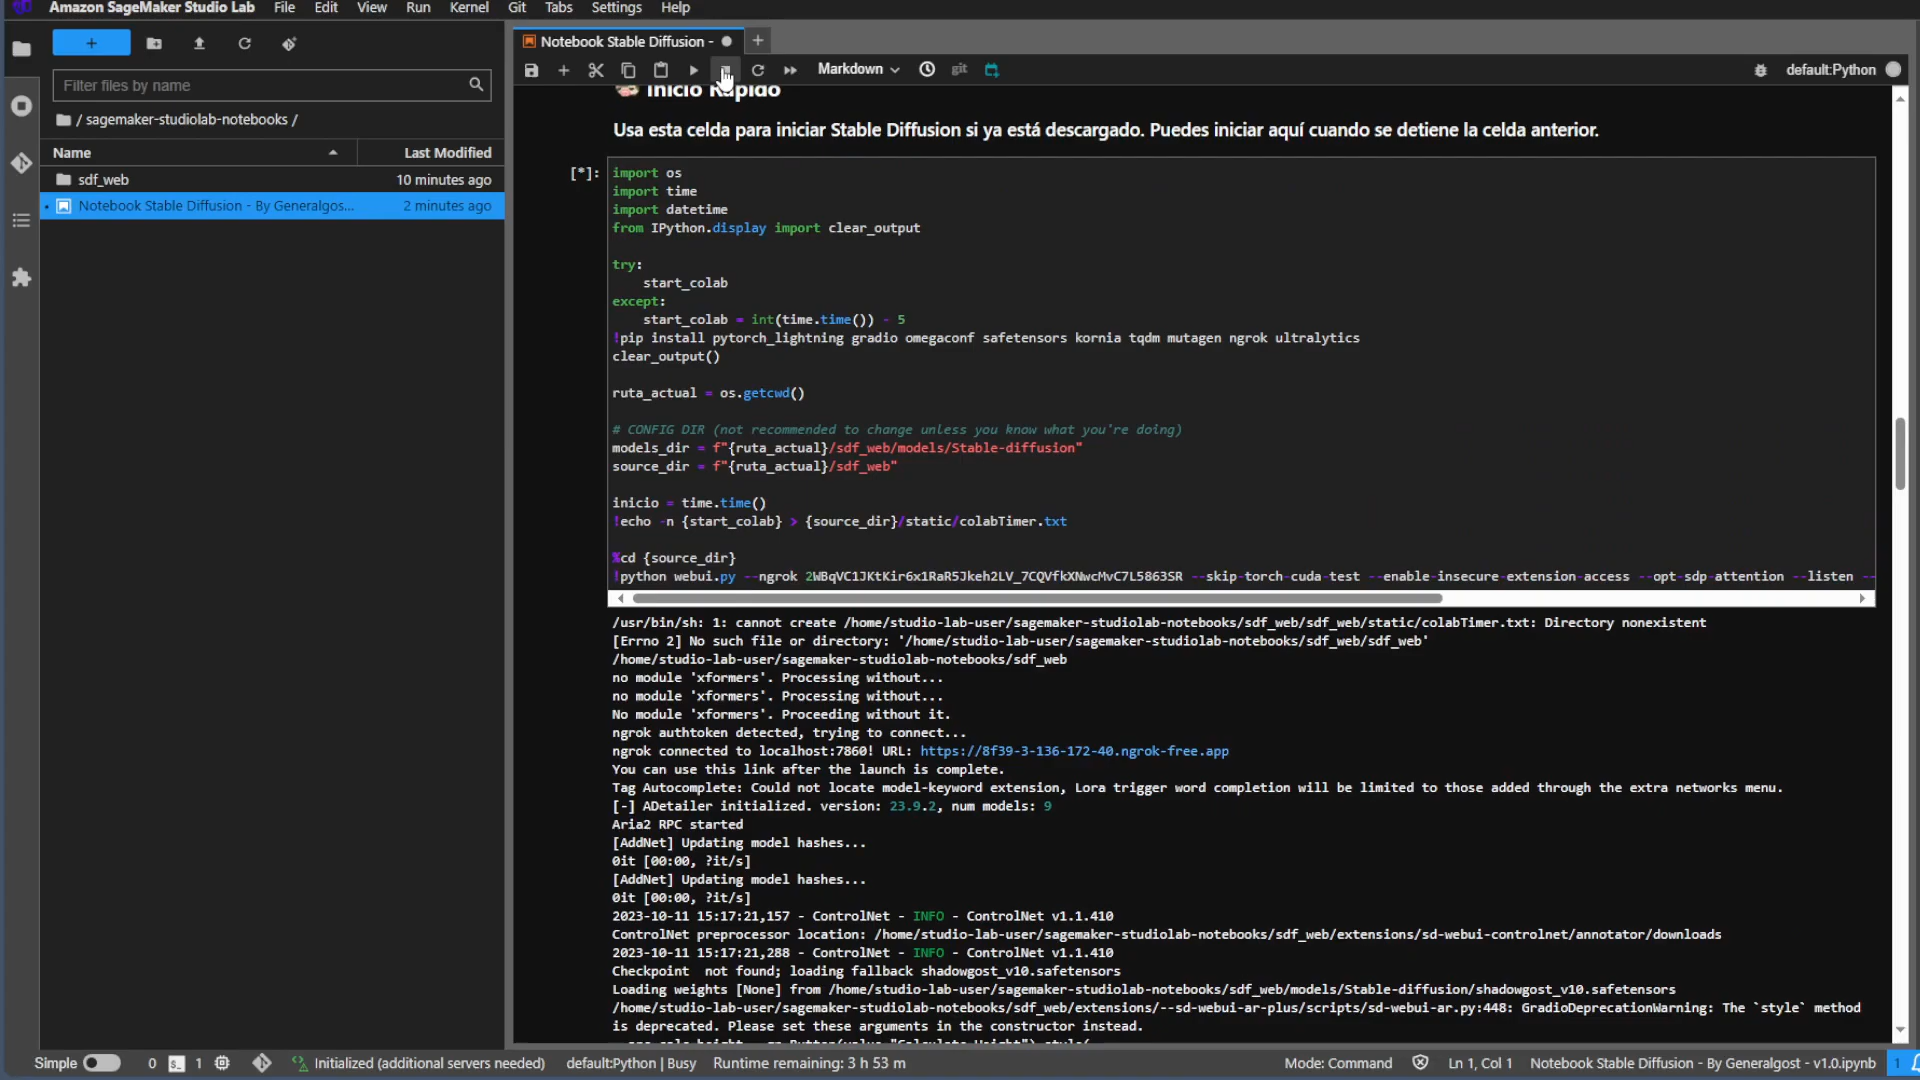 Amazon SageMaker Studio Lab File Edit View Run Kernel Git Tabs Settings Help
+
Notebook Stable Diffusion -
Markdown git default:Python
Filter files by name
/ sagemaker-studiolab-notebooks /
Name Last Modified
sdf_web 10 minutes ago
Notebook Stable Diffusion - By Generalgos... 2 minutes ago
Inicio Rápido
Usa esta celda para iniciar Stable Diffusion si ya está descargado. Puedes iniciar aquí cuando se detiene la celda anterior.
[*]: import os
import time
import datetime
from IPython.display import clear_output
try:
start_colab
except:
start_colab = int(time.time()) - 5
!pip install pytorch_lightning gradio omegaconf safetensors kornia tqdm mutagen ngrok ultralytics
clear_output()
ruta_actual = os.getcwd()
# CONFIG DIR (not recommended to change unless you know what you're doing)
models_dir = f"{ruta_actual}/sdf_web/models/Stable-diffusion"
source_dir = f"{ruta_actual}/sdf_web"
inicio = time.time()
!echo -n {start_colab} > {source_dir}/static/colabTimer.txt
%cd {source_dir}
!python webui.py --ngrok 2WBqVC1JKtKir6x1RaR5Jkeh2LV_7CQVfkXNwcMvC7L5863SR --skip-torch-cuda-test --enable-insecure-extension-access --opt-sdp-attention --listen --
/usr/bin/sh: 1: cannot create /home/studio-lab-user/sagemaker-studiolab-notebooks/sdf_web/sdf_web/static/colabTimer.txt: Directory nonexistent
[Errno 2] No such file or directory: '/home/studio-lab-user/sagemaker-studiolab-notebooks/sdf_web/sdf_web'
/home/studio-lab-user/sagemaker-studiolab-notebooks/sdf_web
no module 'xformers'. Processing without...
no module 'xformers'. Processing without...
No module 'xformers'. Proceeding without it.
ngrok authtoken detected, trying to connect...
ngrok connected to localhost:7860! URL: https://8f39-3-136-172-40.ngrok-free.app
You can use this link after the launch is complete.
Tag Autocomplete: Could not locate model-keyword extension, Lora trigger word completion will be limited to those added through the extra networks menu.
[-] ADetailer initialized. version: 23.9.2, num models: 9
Aria2 RPC started
[AddNet] Updating model hashes...
0it [00:00, ?it/s]
[AddNet] Updating model hashes...
0it [00:00, ?it/s]
2023-10-11 15:17:21,157 - ControlNet - INFO - ControlNet v1.1.410
ControlNet preprocessor location: /home/studio-lab-user/sagemaker-studiolab-notebooks/sdf_web/extensions/sd-webui-controlnet/annotator/downloads
2023-10-11 15:17:21,288 - ControlNet - INFO - ControlNet v1.1.410
Checkpoint  not found; loading fallback shadowgost_v10.safetensors
Loading weights [None] from /home/studio-lab-user/sagemaker-studiolab-notebooks/sdf_web/models/Stable-diffusion/shadowgost_v10.safetensors
/home/studio-lab-user/sagemaker-studiolab-notebooks/sdf_web/extensions/--sd-webui-ar-plus/scripts/sd-webui-ar.py:448: GradioDeprecationWarning: The `style` method
is deprecated. Please set these arguments in the constructor instead.
Simple 0 1 Initialized (additional servers needed) default:Python | Busy Runtime remaining: 3 h 53 m Mode: Command Ln 1, Col 1 Notebook Stable Diffusion - By Generalgost - v1.0.ipynb 1